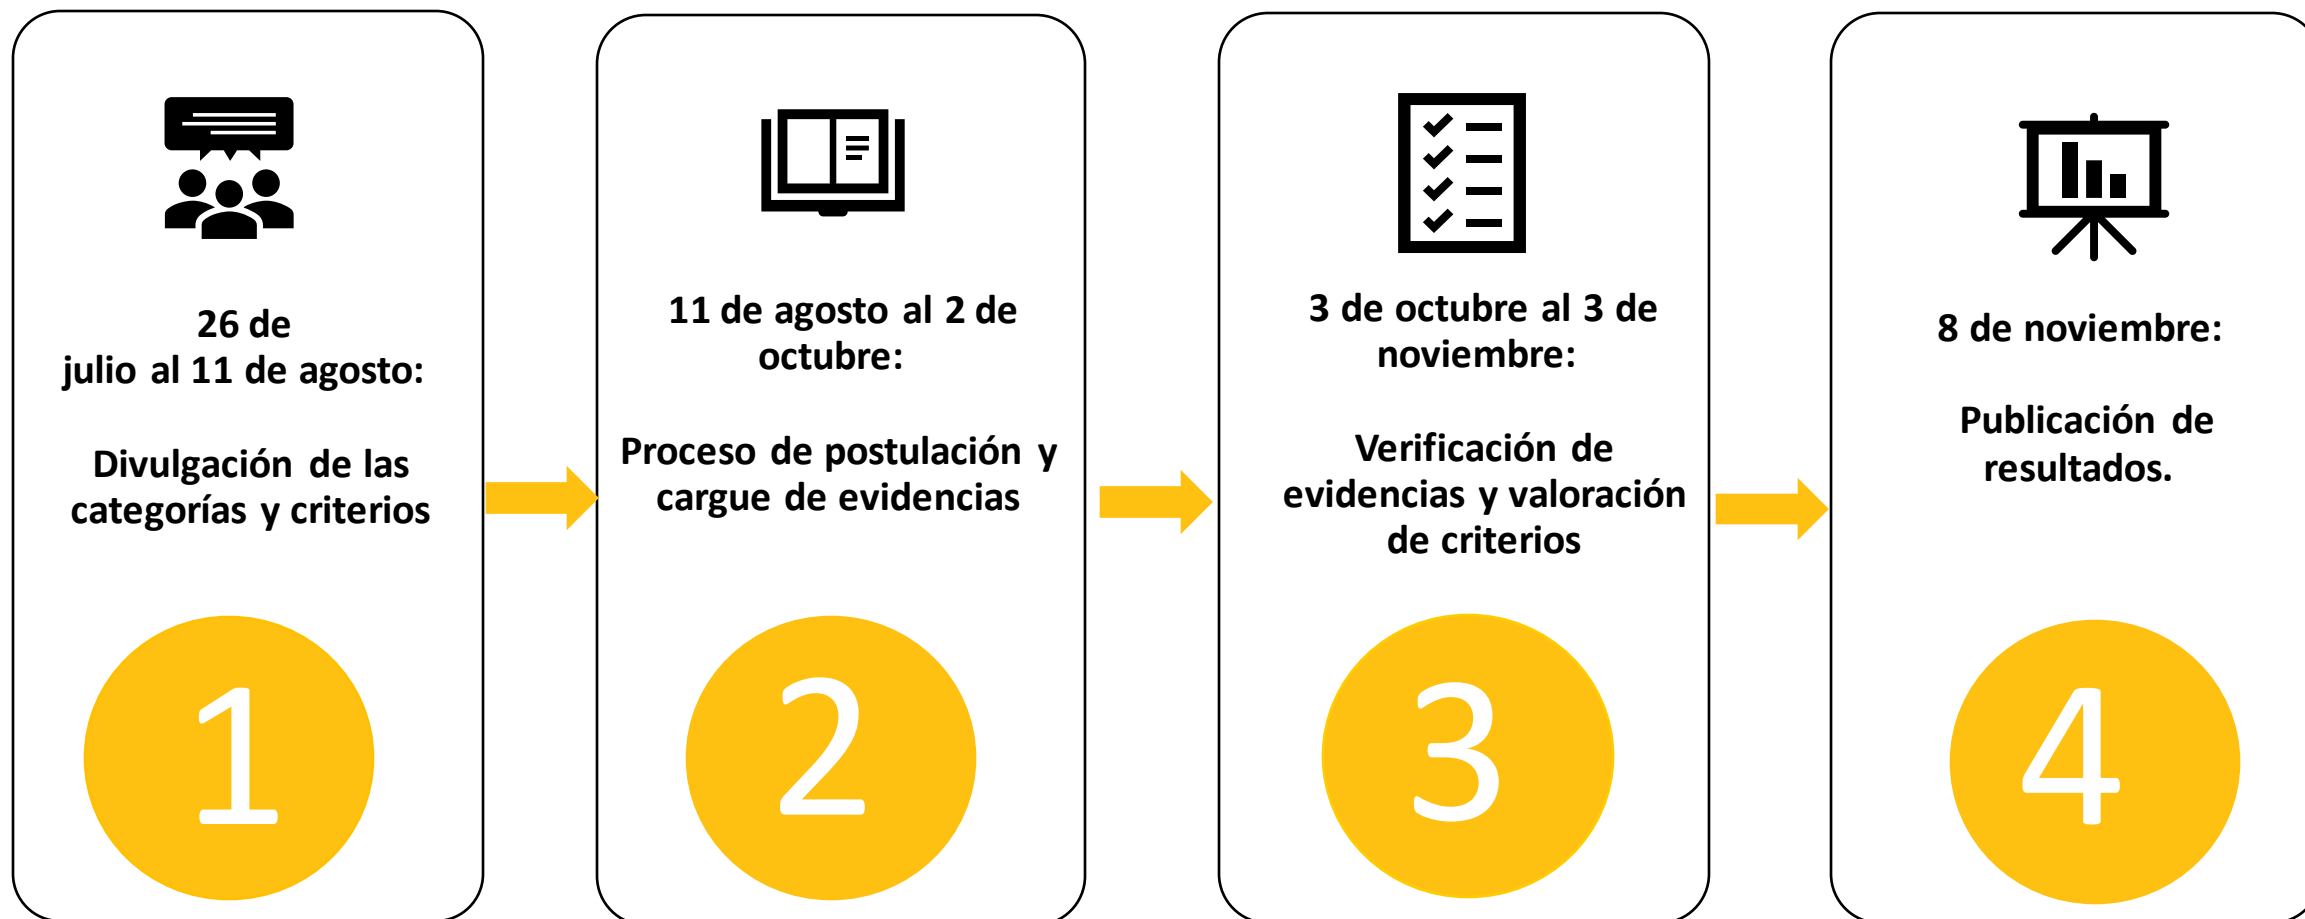 26 de
julio al 11 de agosto:
Divulgación de las
categorías y criterios
1
11 de agosto al 2 de
octubre:
Proceso de postulación y
cargue de evidencias
2
3 de octubre al 3 de
noviembre:
Verificación de
evidencias y valoración
de criterios
3
8 de noviembre:
Publicación de
resultados.
4